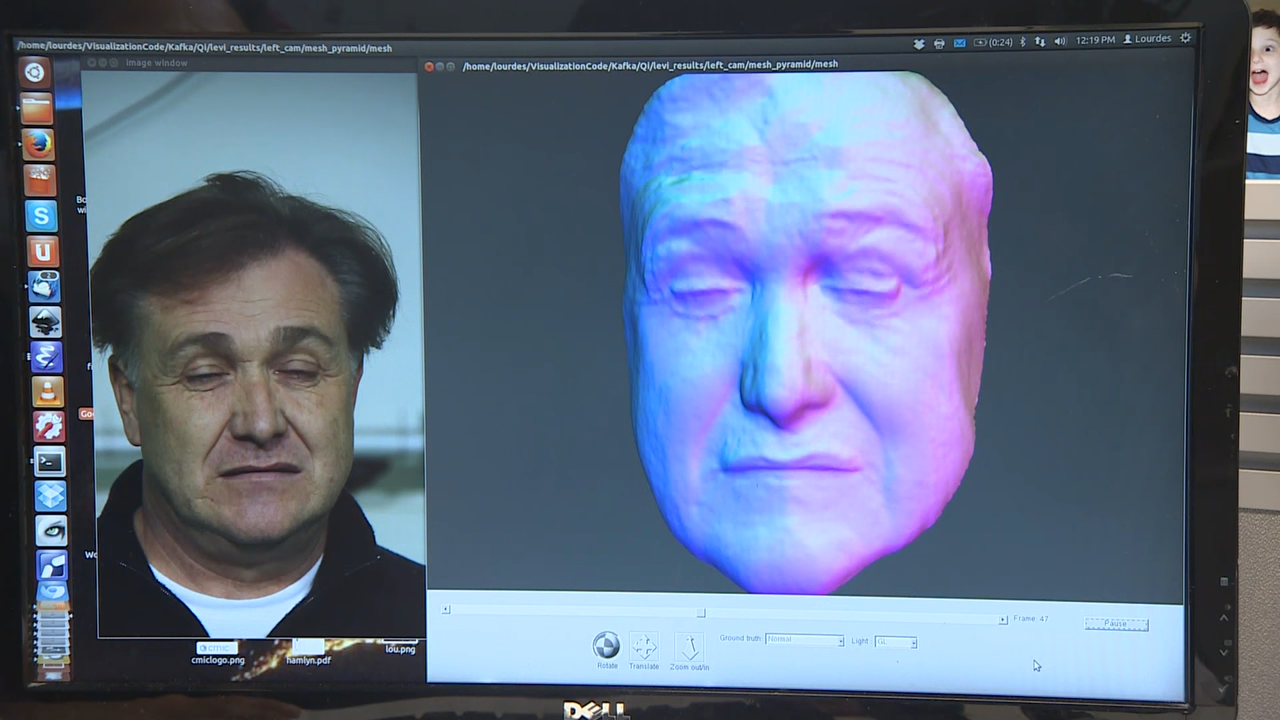 /home/lourdes/VisualizationCode/Kafka/Qi/levi_results/left_cam/mesh_pyramid/mesh
(0:24)
12:19 PM
Lourdes
image window
/home/lourdes/VisualizationCode/Kafka/Qi/levi_results/left_cam/mesh_pyramid/mesh
S
U
Frame: 47
Pause
Ground truth
Normal
Light
GL
Rotate
Translate
Zoom out/in
cmiclogo.png
hamlyn.pdf
lou.png
DELL